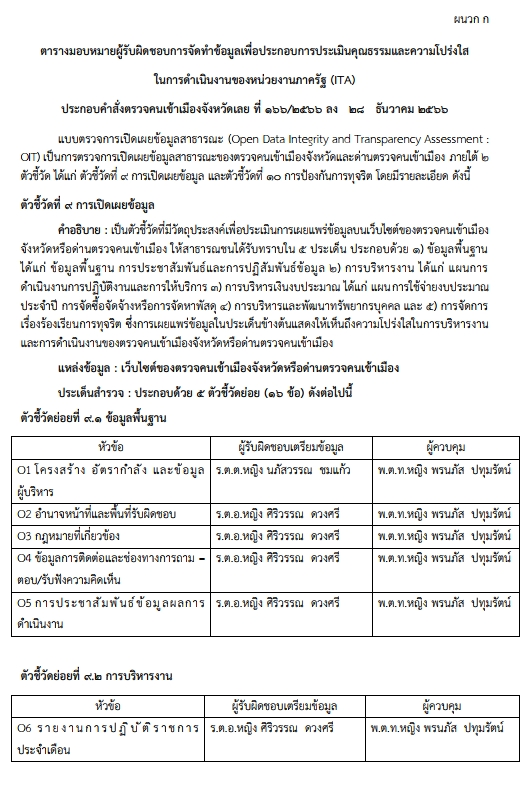 ผนวก ก
ตารางมอบหมายผู้รับผิดชอบการจัดทำข้อมูลเพื่อประกอบการประเมินคุณธรรมและความโปร่งใส
ในการดำเนินงานของหน่วยงานภาครัฐ (ITA)
ประกอบคำสั่งตรวจคนเข้าเมืองจังหวัดเลย ที่ ๑๖๖/๒๕๖๖ ลง ๒๘ ธันวาคม ๒๕๖๖
แบบตรวจการเปิดเผยข้อมูลสาธารณะ (Open Data Integrity and Transparency Assessment :
OIT) เป็นการตรวจการเปิดเผยข้อมูลสาธารณะของตรวจคนเข้าเมืองจังหวัดและด่านตรวจคนเข้าเมือง ภายใต้ ๒
ตัวชี้วัด ได้แก่ ตัวชี้วัดที่ ๙ การเปิดเผยข้อมูล และตัวชี้วัดที่ ๑๐ การป้องกันการทุจริต โดยมีรายละเอียด ดังนี้
ตัวชี้วัดที่ ๙ การเปิดเผยข้อมูล
คำอธิบาย : เป็นตัวชี้วัดที่มีวัตถุประสงค์เพื่อประเมินการเผยแพร่ข้อมูลบนเว็บไซต์ของตรวจคนเข้าเมือง
จังหวัดหรือด่านตรวจคนเข้าเมือง ให้สาธารณชนได้รับทราบใน ๕ ประเด็น ประกอบด้วย ๑) ข้อมูลพื้นฐาน
ได้แก่ ข้อมูลพื้นฐาน การประชาสัมพันธ์และการปฏิสัมพันธ์ข้อมูล ๒) การบริหารงาน ได้แก่ แผนการ
ดำเนินงานการปฏิบัติงานและการให้บริการ ๓) การบริหารเงินงบประมาณ ได้แก่ แผนการใช้จ่ายงบประมาณ
ประจำปี การจัดซื้อจัดจ้างหรือการจัดหาพัสดุ ๔) การบริหารและพัฒนาทรัพยากรบุคคล และ ๕) การจัดการ
เรื่องร้องเรียนการทุจริต ซึ่งการเผยแพร่ข้อมูลในประเด็นข้างต้นแสดงให้เห็นถึงความโปร่งใสในการบริหารงาน
และการดำเนินงานของตรวจคนเข้าเมืองจังหวัดหรือด่านตรวจคนเข้าเมือง
แหล่งข้อมูล : เว็บไซต์ของตรวจคนเข้าเมืองจังหวัดหรือด่านตรวจคนเข้าเมือง
ประเด็นสำรวจ : ประกอบด้วย ๕ ตัวชี้วัดย่อย (๑๖ ข้อ) ดังต่อไปนี้
ตัวชี้วัดย่อยที่ ๙.๑ ข้อมูลพื้นฐาน
หัวข้อ ผู้รับผิดชอบเตรียมข้อมูล ผู้ควบคุม
O1 โครงสร้าง อัตรากำลัง และข้อมูล ร.ต.ต.หญิง นภัสวรรณ ชมแก้ว พ.ต.ท.หญิง พรนภัส ปทุมรัตน์
ผู้บริหาร
O2 อำนาจหน้าที่และพื้นที่รับผิดชอบ ร.ต.อ.หญิง ศิริวรรณ ดวงศรี พ.ต.ท.หญิง พรนภัส ปทุมรัตน์
O3 กฎหมายที่เกี่ยวข้อง ร.ต.อ.หญิง ศิริวรรณ ดวงศรี พ.ต.ท.หญิง พรนภัส ปทุมรัตน์
O4 ข้อมูลการติดต่อและช่องทางการถาม – ร.ต.อ.หญิง ศิริวรรณ ดวงศรี พ.ต.ท.หญิง พรนภัส ปทุมรัตน์
ตอบ/รับฟังความคิดเห็น
O5 การประชาสัมพันธ์ข้อมูลผลการ ร.ต.อ.หญิง ศิริวรรณ ดวงศรี พ.ต.ท.หญิง พรนภัส ปทุมรัตน์
ดำเนินงาน
ตัวชี้วัดย่อยที่ ๙.๒ การบริหารงาน
หัวข้อ ผู้รับผิดชอบเตรียมข้อมูล ผู้ควบคุม
O6 รายงานการปฏิบัติราชการ ร.ต.อ.หญิง ศิริวรรณ ดวงศรี พ.ต.ท.หญิง พรนภัส ปทุมรัตน์
ประจำเดือน